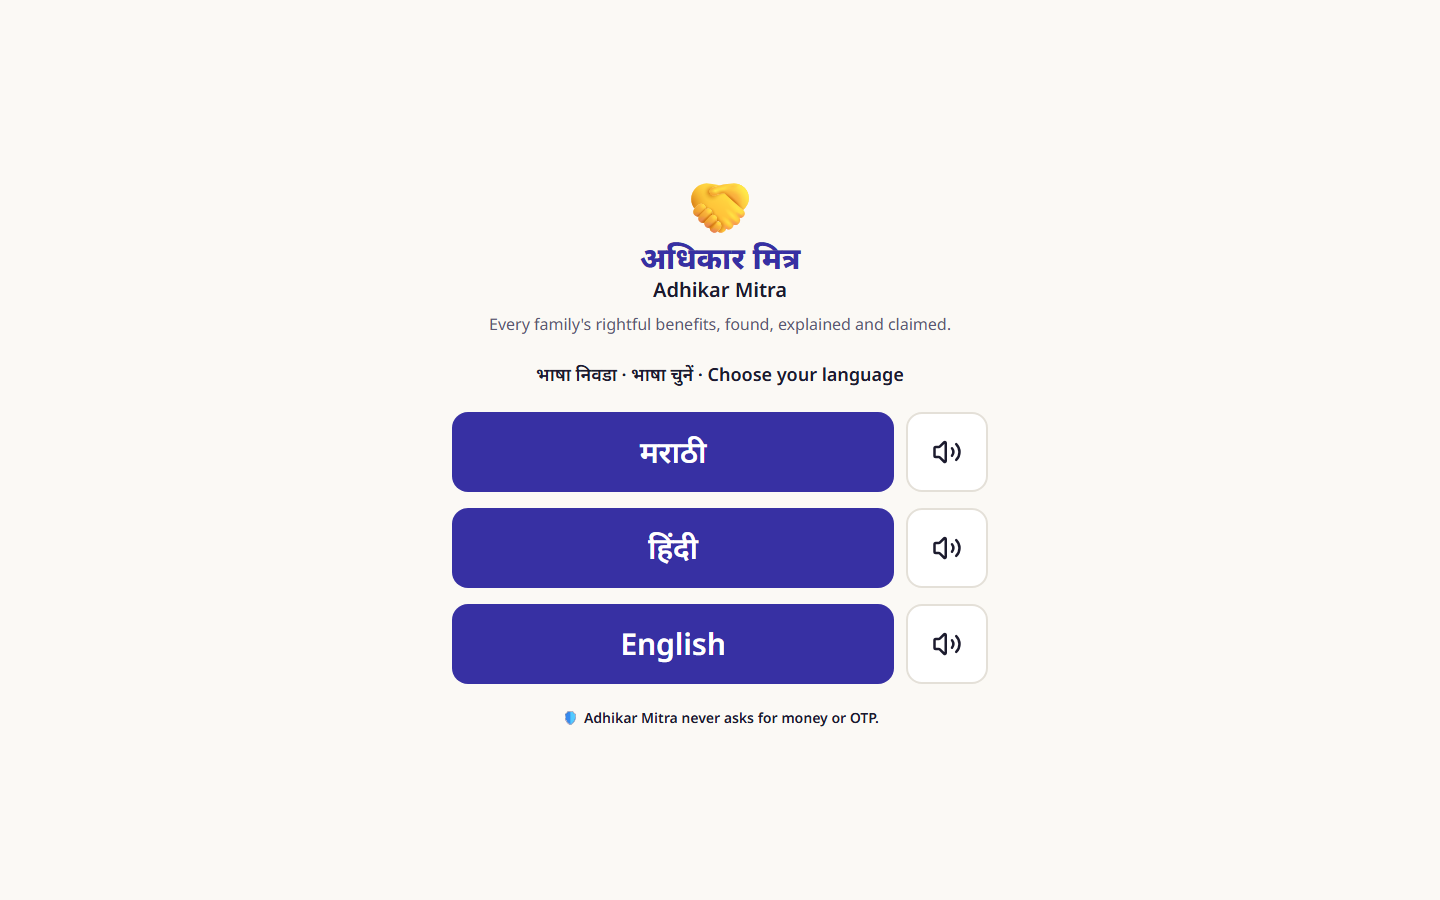 अधिकार मित्र
Adhikar Mitra
Every family's rightful benefits, found, explained and claimed.
भाषा निवडा · भाषा चुनें · Choose your language
मराठी
हिंदी
English
Adhikar Mitra never asks for money or OTP.